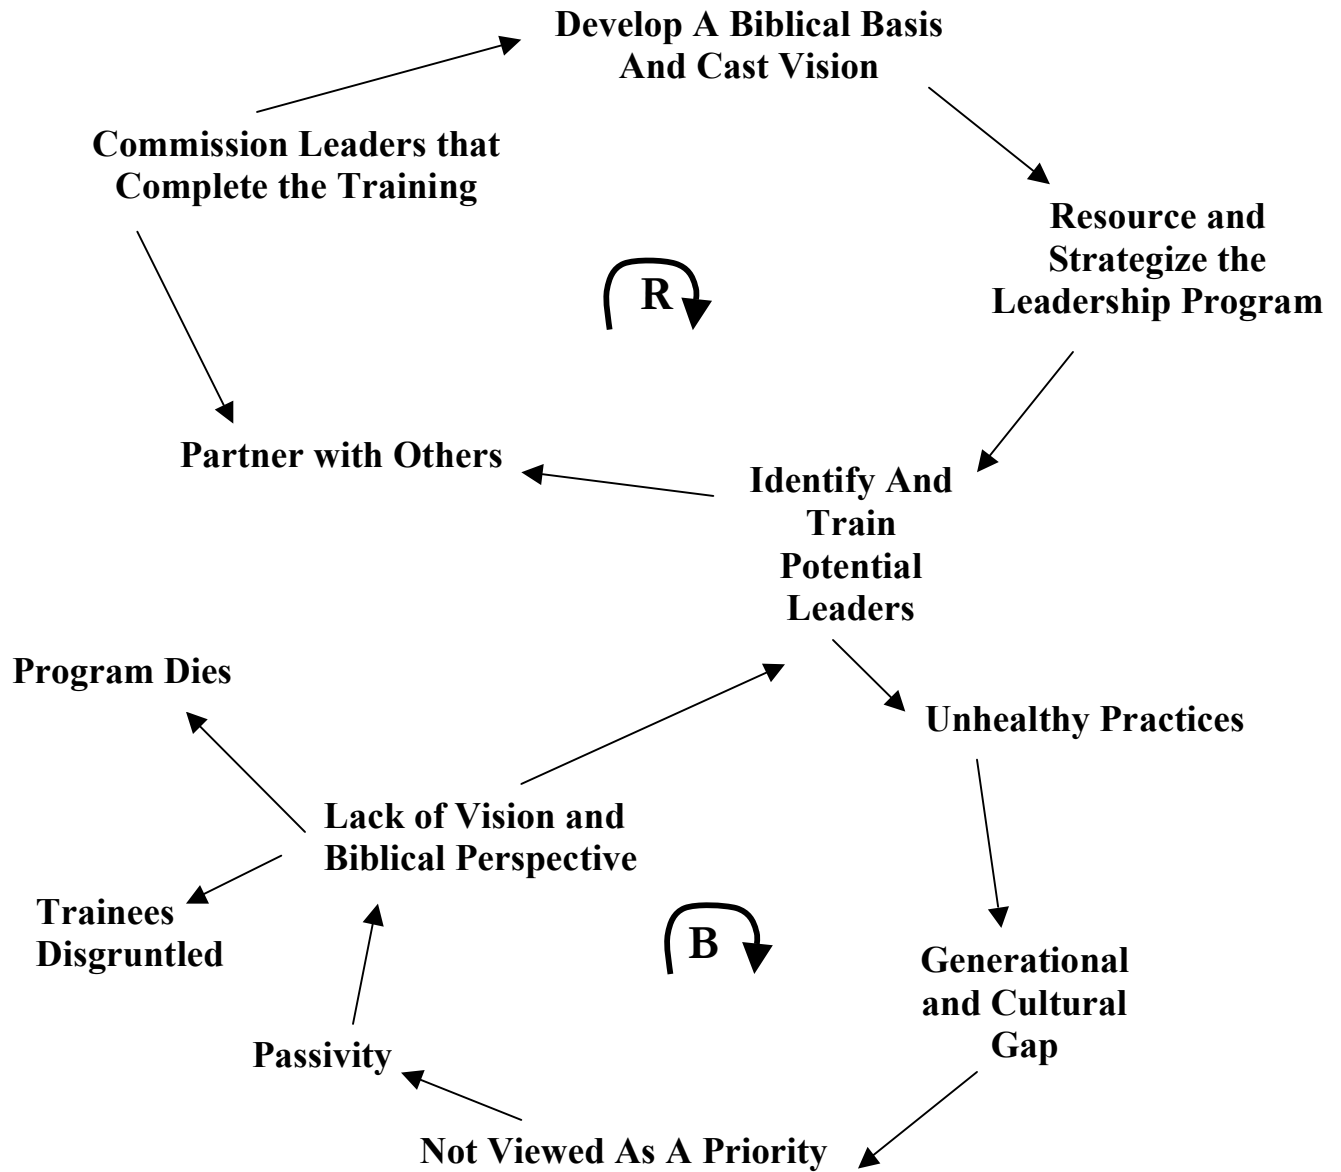 Develop A Biblical Basis
And Cast Vision
Commission Leaders that
Complete the Training
Resource and
Strategize the
Leadership Program
R
Partner with Others
Identify And
Train
Potential
Leaders
Program Dies
Unhealthy Practices
Lack of Vision and
Biblical Perspective
Trainees
Disgruntled
B
Generational
and Cultural
Gap
Passivity
Not Viewed As A Priority